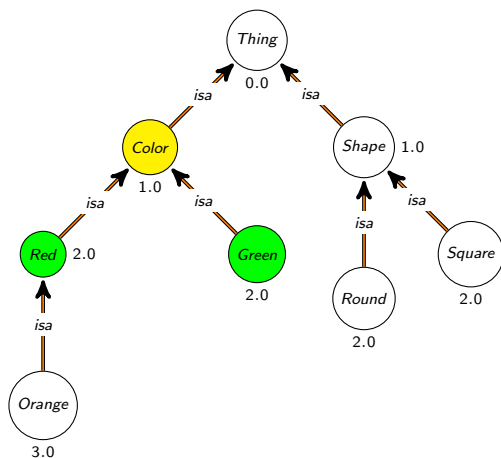 Thing
0.0
isa
isa
Color
1.0
Shape
1.0
isa
isa
isa
isa
Red
2.0
Green
2.0
Round
2.0
Square
2.0
isa
Orange
3.0